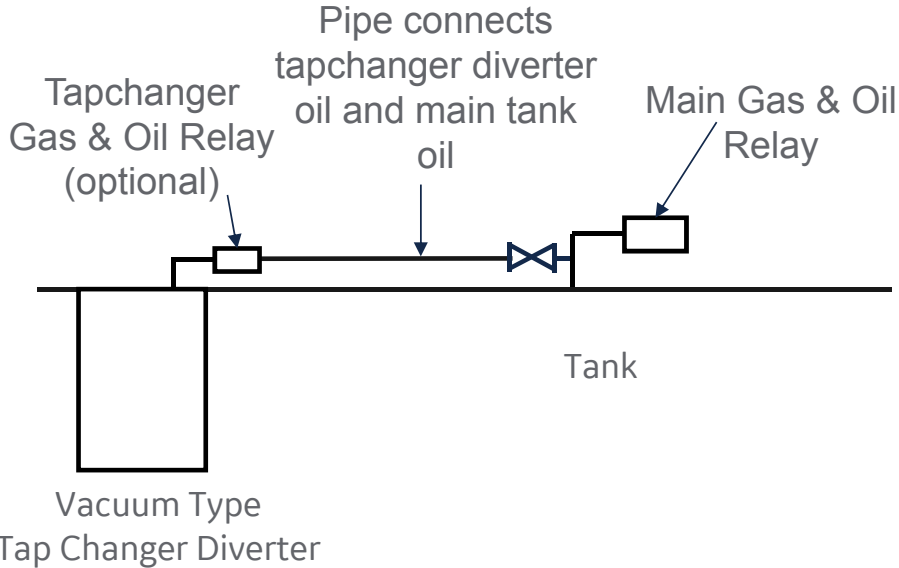 Pipe connects
tapchanger diverter
oil and main tank
oil
Tapchanger
Gas & Oil Relay
(optional)
Main Gas & Oil
Relay
Tank
Vacuum Type
Tap Changer Diverter